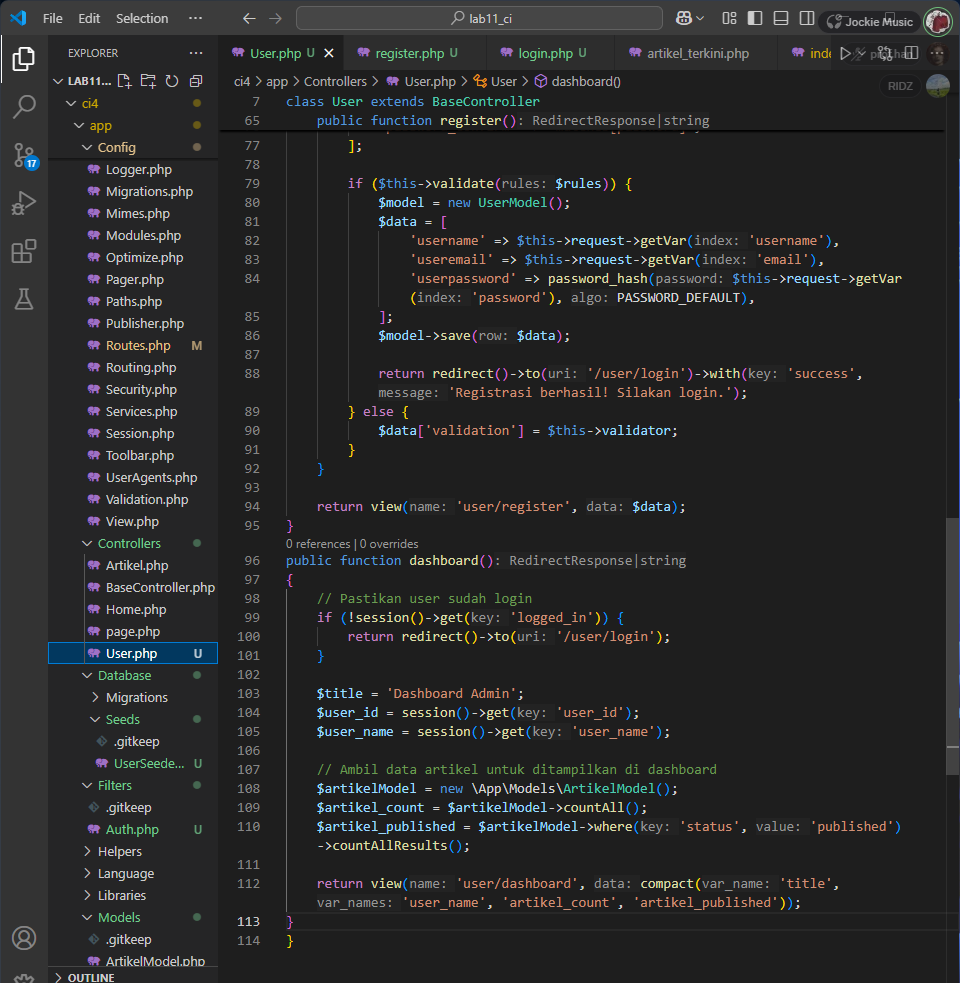 File Edit Selection ··· lab11_ci Jockie Music
EXPLORER ···
User.php U register.php U login.php U artikel_terkini.php
LAB11...
ci4 > app > Controllers > User.php > User > dashboard()
RIDZ
ci4
app
Config
Logger.php
Migrations.php
Mimes.php
Modules.php
Optimize.php
Pager.php
Paths.php
Publisher.php
Routes.php M
Routing.php
Security.php
Services.php
Session.php
Toolbar.php
UserAgents.php
Validation.php
View.php
Controllers
Artikel.php
BaseController.php
Home.php
page.php
User.php U
Database
Migrations
Seeds
.gitkeep
UserSeede... U
Filters
.gitkeep
Auth.php U
Helpers
Language
Libraries
Models
.gitkeep
ArtikelModel.php
OUTLINE
17
7 class User extends BaseController
65 public function register(): RedirectResponse|string
77 ];
78
79 if ($this->validate(rules: $rules)) {
80 $model = new UserModel();
81 $data = [
82 'username' => $this->request->getVar(index: 'username'),
83 'useremail' => $this->request->getVar(index: 'email'),
84 'userpassword' => password_hash(password: $this->request->getVar
(index: 'password'), algo: PASSWORD_DEFAULT),
85 ];
86 $model->save(row: $data);
87
88 return redirect()->to(uri: '/user/login')->with(key: 'success',
message: 'Registrasi berhasil! Silakan login.');
89 } else {
90 $data['validation'] = $this->validator;
91 }
92 }
93
94 return view(name: 'user/register', data: $data);
95 }
0 references | 0 overrides
96 public function dashboard(): RedirectResponse|string
97 {
98 // Pastikan user sudah login
99 if (!session()->get(key: 'logged_in')) {
100 return redirect()->to(uri: '/user/login');
101 }
102
103 $title = 'Dashboard Admin';
104 $user_id = session()->get(key: 'user_id');
105 $user_name = session()->get(key: 'user_name');
106
107 // Ambil data artikel untuk ditampilkan di dashboard
108 $artikelModel = new \App\Models\ArtikelModel();
109 $artikel_count = $artikelModel->countAll();
110 $artikel_published = $artikelModel->where(key: 'status', value: 'published')
->countAllResults();
111
112 return view(name: 'user/dashboard', data: compact(var_name: 'title',
var_names: 'user_name', 'artikel_count', 'artikel_published'));
113 }
114 }